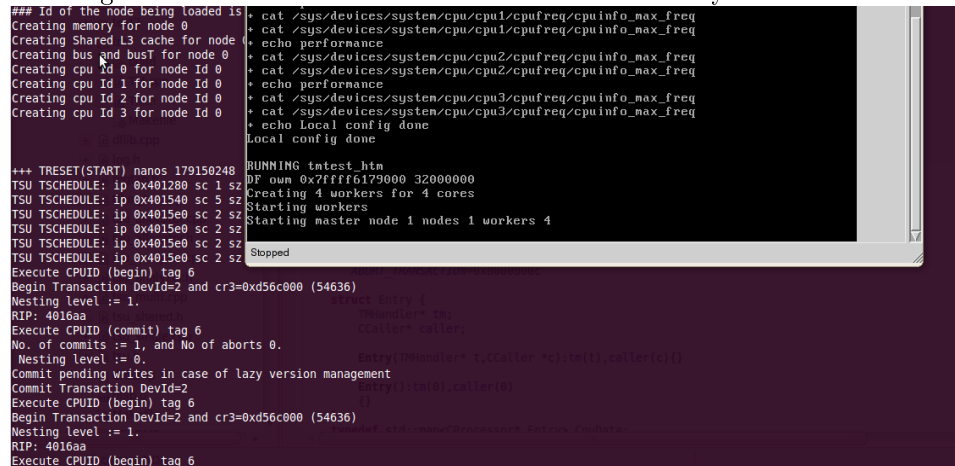 ### Id of the node being loaded is
Creating memory for node 0
Creating Shared L3 cache for node
Creating bus and busT for node 0
Creating cpu Id 0 for node Id 0
Creating cpu Id 1 for node Id 0
Creating cpu Id 2 for node Id 0
Creating cpu Id 3 for node Id 0
dflib.cpp
+++ TRESET(START) nanos 179150248
TSU TSCHEDULE: ip 0x401280 sc 1 sz
TSU TSCHEDULE: ip 0x401540 sc 5 sz
TSU TSCHEDULE: ip 0x4015e0 sc 2 sz
TSU TSCHEDULE: ip 0x4015e0 sc 2 sz
TSU TSCHEDULE: ip 0x4015e0 sc 2 sz
TSU TSCHEDULE: ip 0x4015e0 sc 2 sz
Execute CPUID (begin) tag 6
Begin Transaction DevId=2 and cr3=0xd56c000 (54636)
Nesting level := 1.
RIP: 4016aa
Execute CPUID (commit) tag 6
No. of commits := 1, and No of aborts 0.
Nesting level := 0.
Commit pending writes in case of lazy version management
Commit Transaction DevId=2
Execute CPUID (begin) tag 6
Begin Transaction DevId=2 and cr3=0xd56c000 (54636)
Nesting level := 1.
RIP: 4016aa
Execute CPUID (begin) tag 6
+ cat /sys/devices/system/cpu/cpu1/cpufreq/cpuinfo_max_freq
+ cat /sys/devices/system/cpu/cpu1/cpufreq/cpuinfo_max_freq
+ echo performance
+ cat /sys/devices/system/cpu/cpu2/cpufreq/cpuinfo_max_freq
+ cat /sys/devices/system/cpu/cpu2/cpufreq/cpuinfo_max_freq
+ echo performance
+ cat /sys/devices/system/cpu/cpu3/cpufreq/cpuinfo_max_freq
+ cat /sys/devices/system/cpu/cpu3/cpufreq/cpuinfo_max_freq
+ echo Local config done
Local config done
RUNNING tmtest_htm
DF owm 0x7ffff6179000 32000000
Creating 4 workers for 4 cores
Starting workers
Starting master node 1 nodes 1 workers 4
Stopped
struct Entry {
TMHandler* tm;
CCaller* caller;
Entry(TMHandler* t,CCaller *c):tm(t),caller(c){}
Entry():tm(0),caller(0)
{}
typedef std::map<CProcessor* Entry> CpuData;